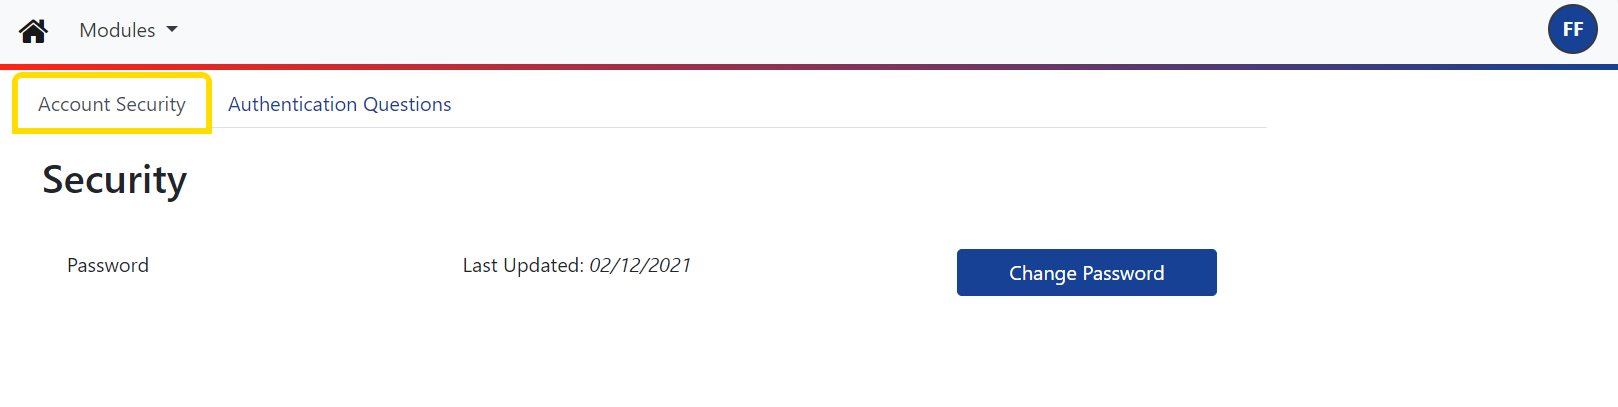 Modules
FF
Account Security Authentication Questions
Security
Password Last Updated: 02/12/2021 Change Password